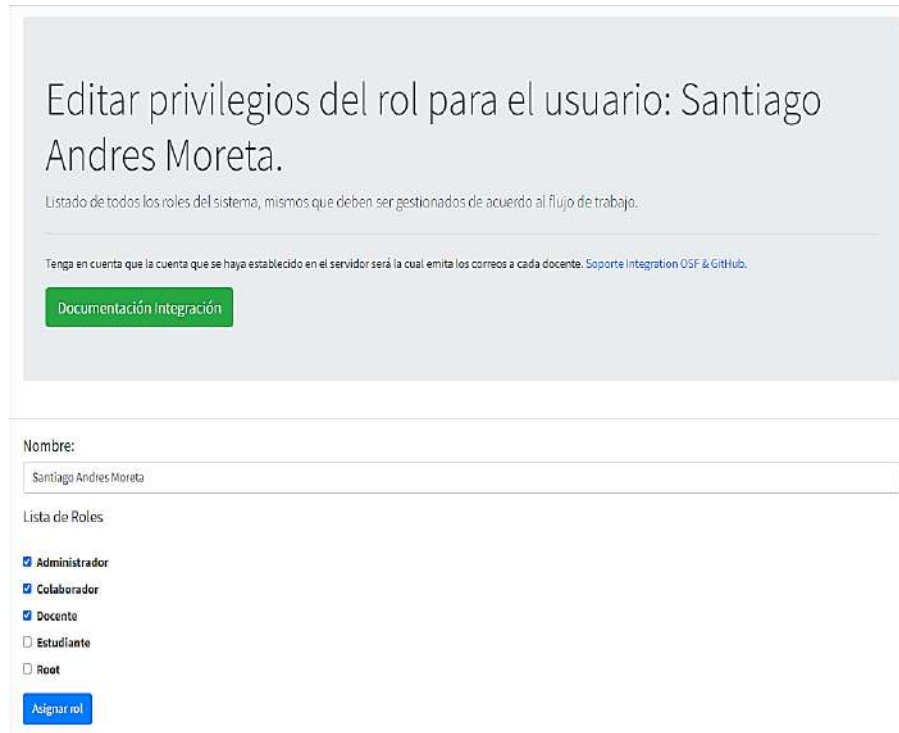 Editar privilegios del rol para el usuario: Santiago
Andres Moreta.
Listado de todos los roles del sistema, mismos que deben ser gestionados de acuerdo al flujo de trabajo.
Tenga en cuenta que la cuenta que se haya establecido en el servidor será la cual emita los correos a cada docente. Soporte Integration OSF & GitHub.
Documentación Integración
Nombre:
Santiago Andres Moreta
Lista de Roles
Administrador
Colaborador
Docente
Estudiante
Root
Asignar rol